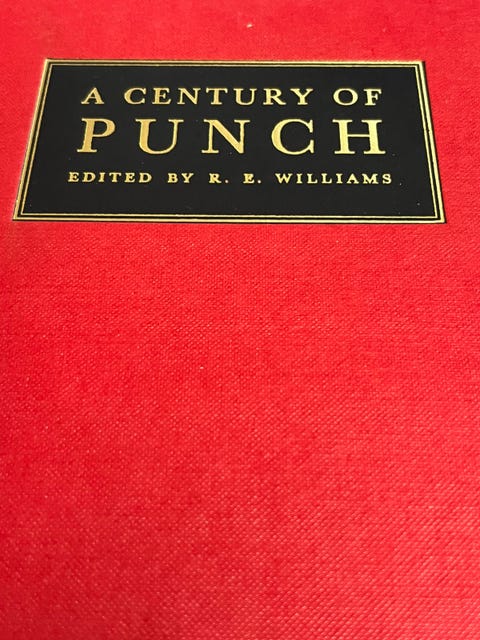 A CENTURY OF
PUNCH
EDITED BY R. E. WILLIAMS